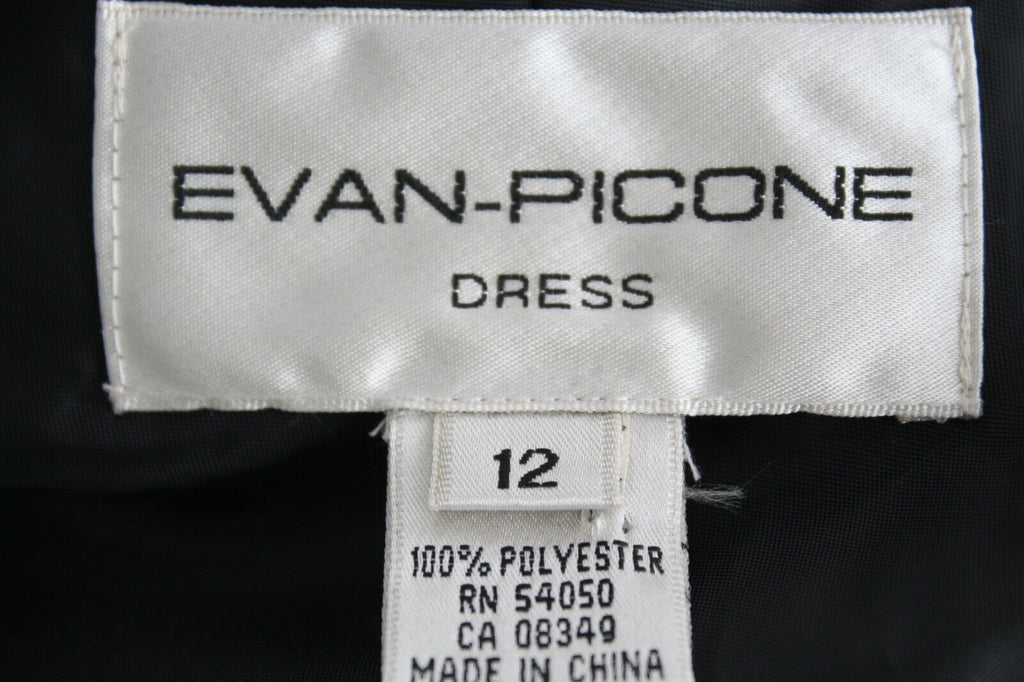 EVAN-PICONE
DRESS
12
100% POLYESTER
RN 54050
CA 08349
MADE IN CHINA